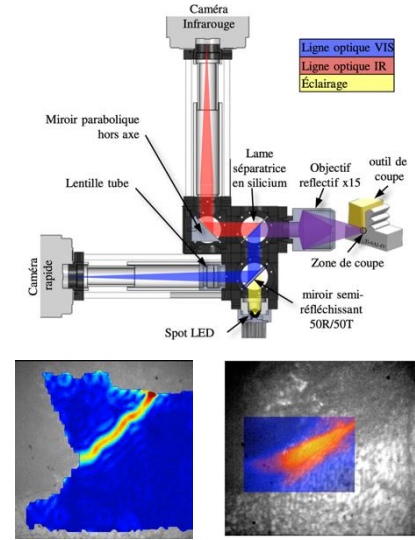 Caméra
Infrarouge
Ligne optique VIS
Ligne optique IR
Éclairage
Miroir parabolique
hors axe
Lame
séparatrice
en silicium
Objectif
reflectif x15
outil de
coupe
Lentille tube
Zone de coupe
Caméra
rapide
miroir semi-
réfléchissant
50R/50T
Spot LED